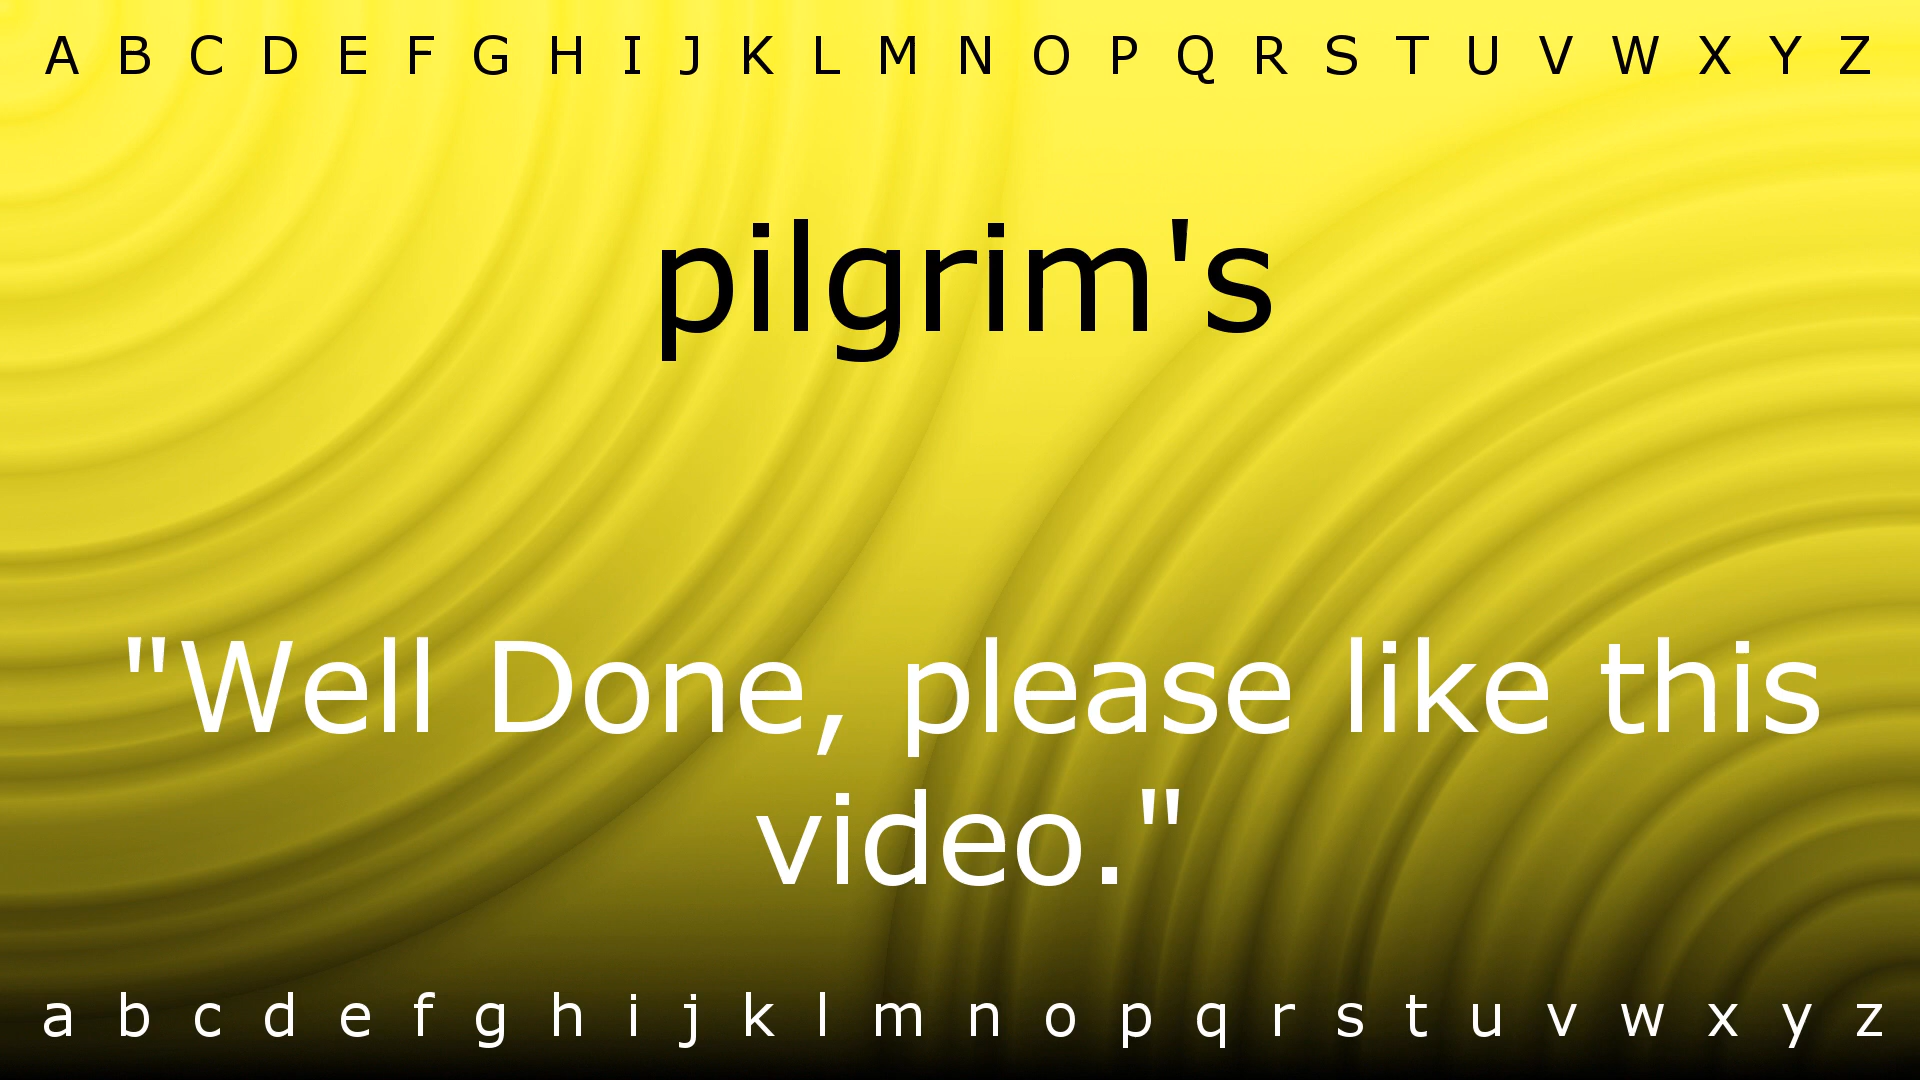 A B C D E F G H I J K L M N O P Q R S T U V W X Y Z
pilgrim's
"Well Done, please like this
video."
a b c d e f g h i j k l m n o p q r s t u v w x y z